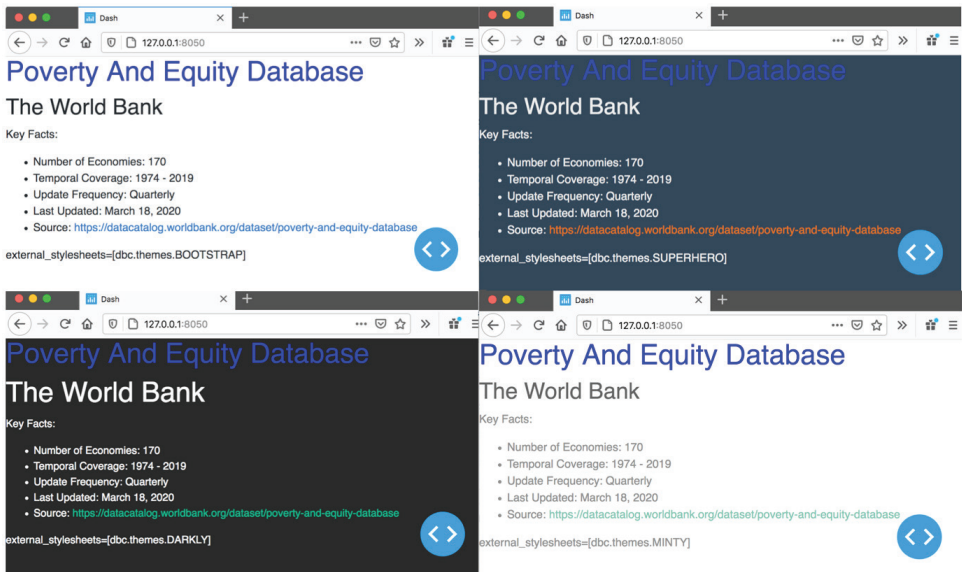 Dash
127.0.0.1:8050
Poverty And Equity Database
The World Bank
Key Facts:
• Number of Economies: 170
• Temporal Coverage: 1974 - 2019
• Update Frequency: Quarterly
• Last Updated: March 18, 2020
• Source: https://datacatalog.worldbank.org/dataset/poverty-and-equity-database
external_stylesheets=[dbc.themes.BOOTSTRAP]
Dash
127.0.0.1:8050
Poverty And Equity Database
The World Bank
Key Facts:
• Number of Economies: 170
• Temporal Coverage: 1974 - 2019
• Update Frequency: Quarterly
• Last Updated: March 18, 2020
• Source: https://datacatalog.worldbank.org/dataset/poverty-and-equity-database
external_stylesheets=[dbc.themes.SUPERHERO]
Dash
127.0.0.1:8050
Poverty And Equity Database
The World Bank
Key Facts:
• Number of Economies: 170
• Temporal Coverage: 1974 - 2019
• Update Frequency: Quarterly
• Last Updated: March 18, 2020
• Source: https://datacatalog.worldbank.org/dataset/poverty-and-equity-database
external_stylesheets=[dbc.themes.DARKLY]
Dash
127.0.0.1:8050
Poverty And Equity Database
The World Bank
Key Facts:
• Number of Economies: 170
• Temporal Coverage: 1974 - 2019
• Update Frequency: Quarterly
• Last Updated: March 18, 2020
• Source: https://datacatalog.worldbank.org/dataset/poverty-and-equity-database
external_stylesheets=[dbc.themes.MINTY]